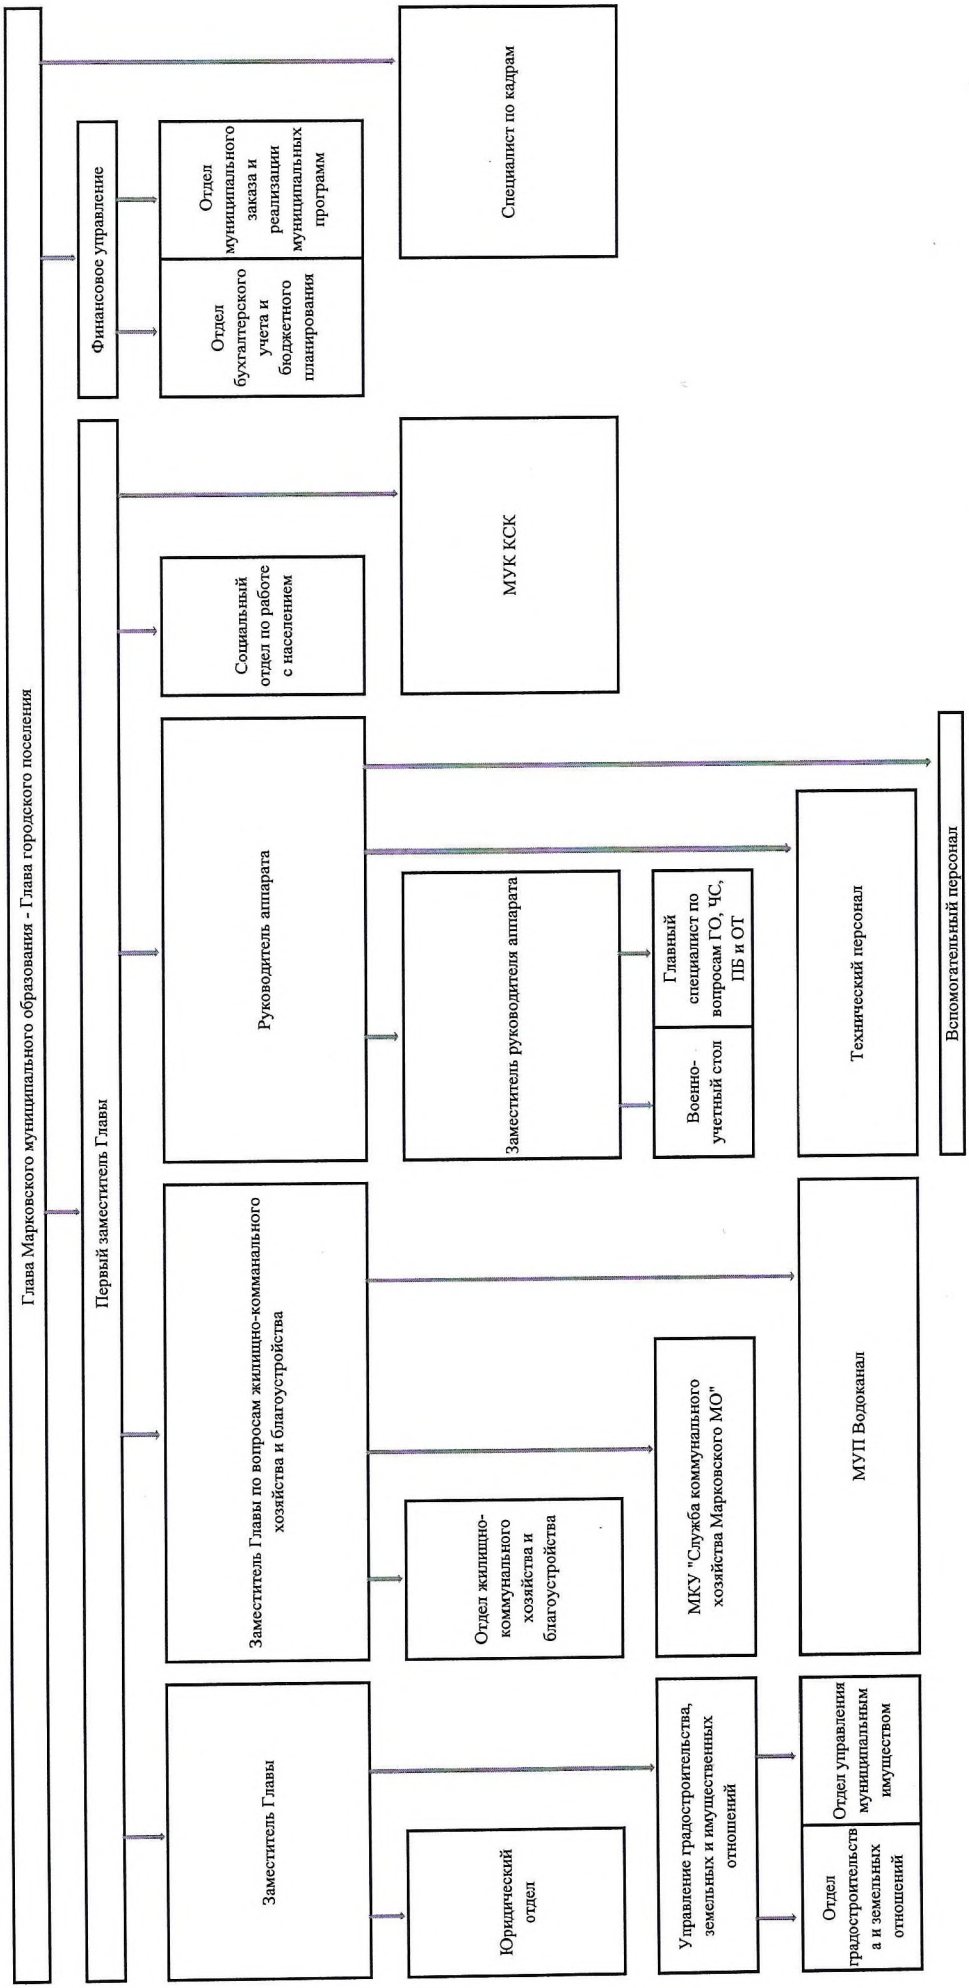 Глава Марковского муниципального образования - Глава городского поселения
Первый заместитель Главы
Финансовое управление
Заместитель Главы
Заместитель Главы по вопросам жилищно-комманального
хозяйства и благоустройства
Руководитель аппарата
Социальный
отдел по работе
с населением
Отдел
бухгалтерского
учета и
бюджетного
планирования
Отдел
муниципального
заказа и
реализации
муниципальных
программ
Юридический
отдел
Отдел жилищно-
коммунального
хозяйства и
благоустройства
Заместитель руководителя аппарата
МУК КСК
Специалист по кадрам
Управление градостроительства,
земельных и имущественных
отношений
МКУ "Служба коммунального
хозяйства Марковского МО"
Военно-
учетный стол
Главный
специалист по
вопросам ГО, ЧС,
ПБ и ОТ
Отдел
градостроительств
а и земельных
отношений
Отдел управления
муниципальным
имуществом
МУП Водоканал
Технический персонал
Вспомогательный персонал